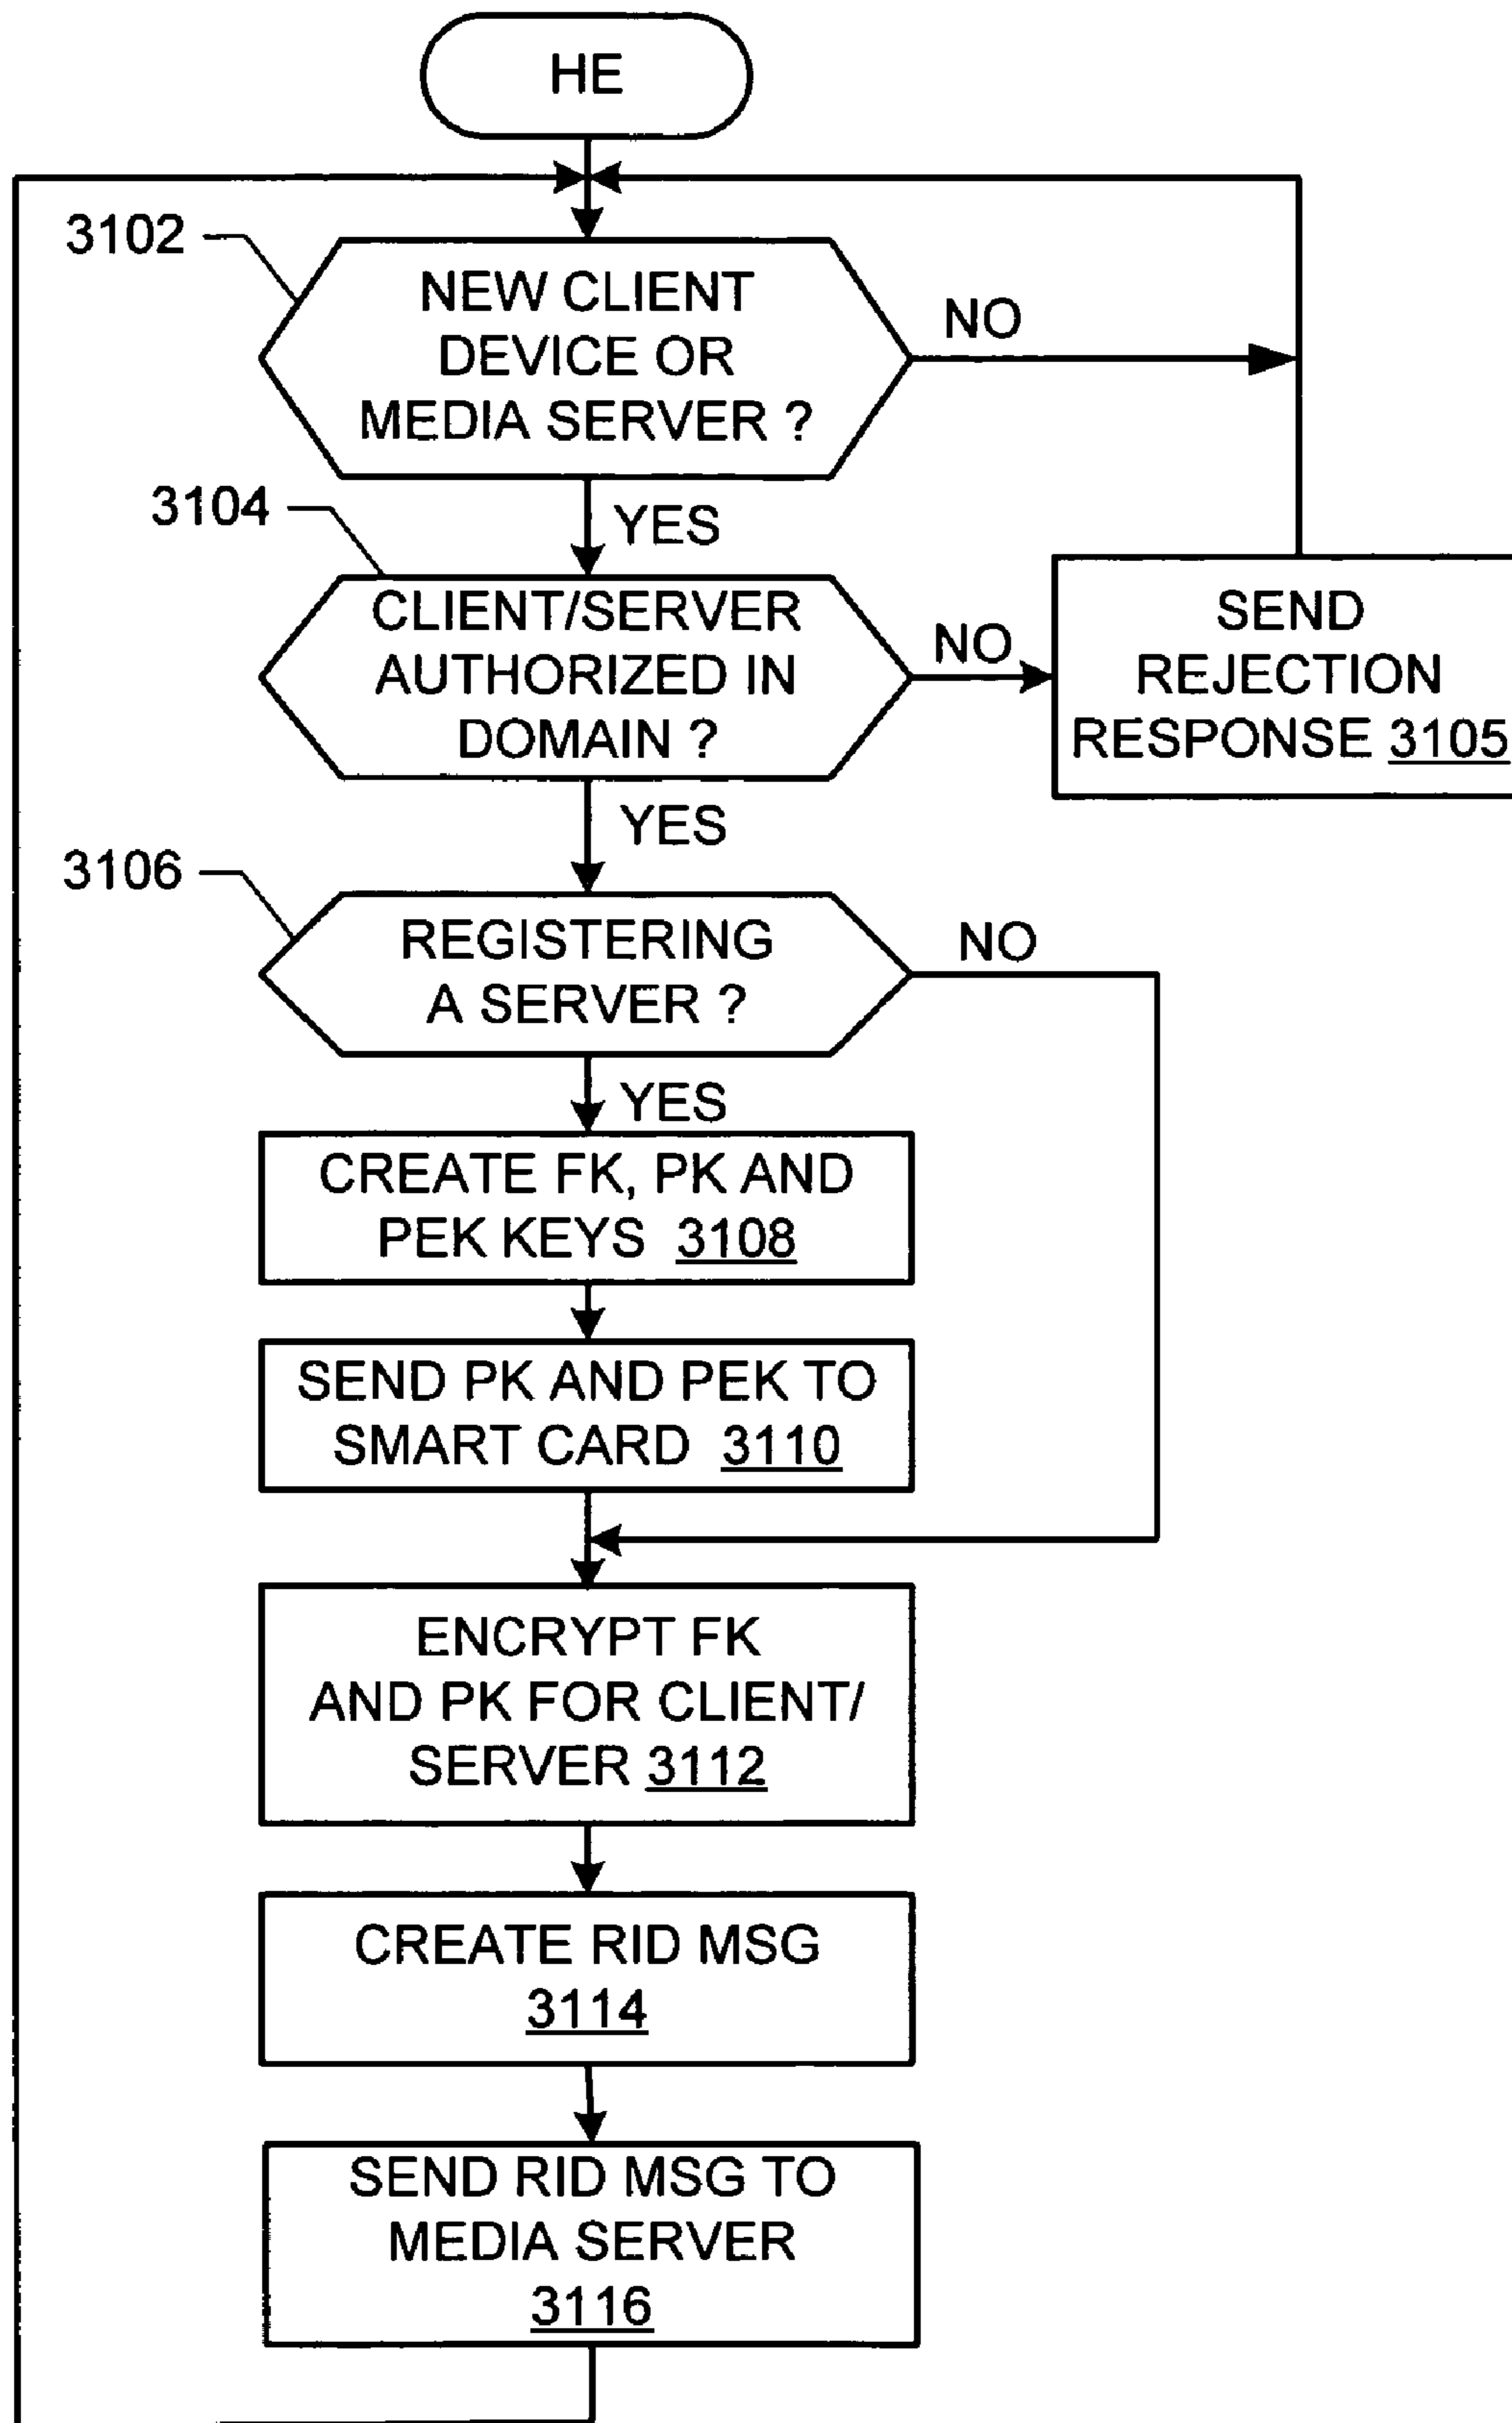 HE
3102
NEW CLIENT
DEVICE OR
MEDIA SERVER ?
NO
YES
3104
CLIENT/SERVER
AUTHORIZED IN
DOMAIN ?
NO
SEND
REJECTION
RESPONSE 3105
YES
3106
REGISTERING
A SERVER ?
NO
YES
CREATE FK, PK AND
PEK KEYS 3108
SEND PK AND PEK TO
SMART CARD 3110
ENCRYPT FK
AND PK FOR CLIENT/
SERVER 3112
CREATE RID MSG
3114
SEND RID MSG TO
MEDIA SERVER
3116